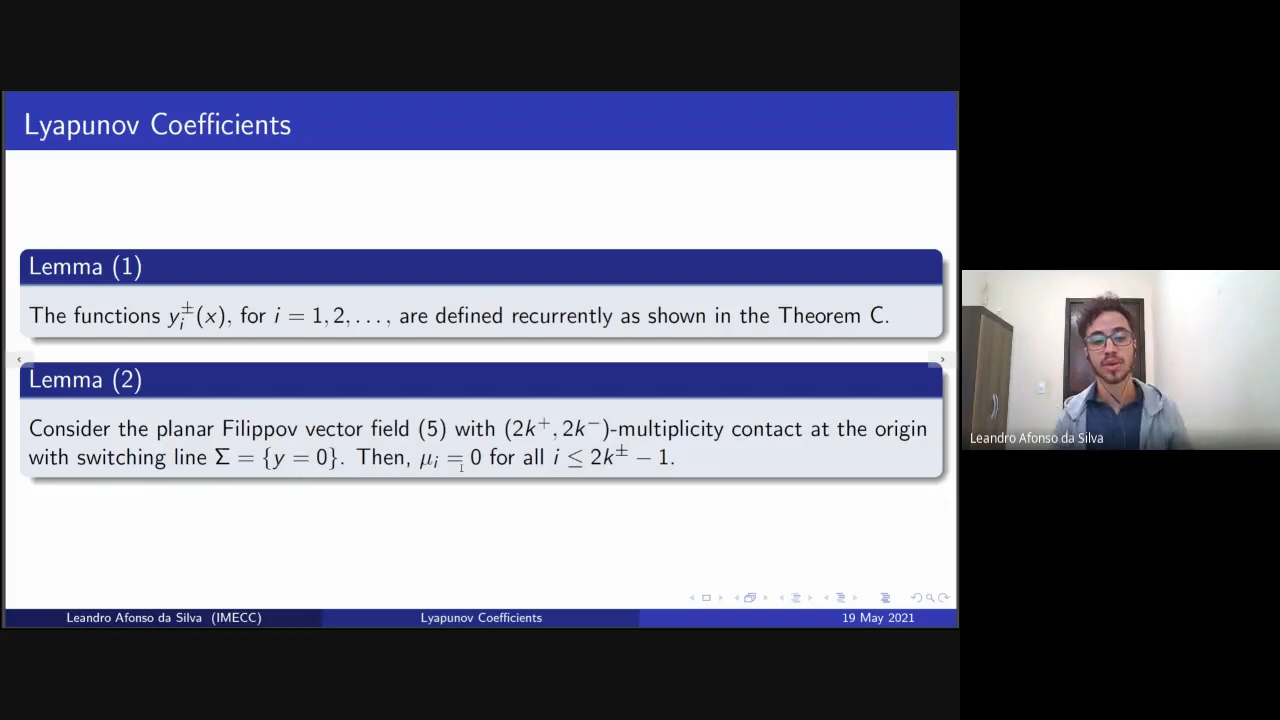 Lyapunov Coefficients
Lemma (1)
The functions $y_i^{\pm}(x)$, for $i = 1, 2, \ldots$, are defined recurrently as shown in the Theorem C.
Lemma (2)
Consider the planar Filippov vector field (5) with $(2k^+, 2k^-)$-multiplicity contact at the origin
with switching line $\Sigma = \{y = 0\}$. Then, $\mu_i = 0$ for all $i \leq 2k^{\pm} - 1$.
Leandro Afonso da Silva (IMECC)
Lyapunov Coefficients
19 May 2021
Leandro Afonso da Silva